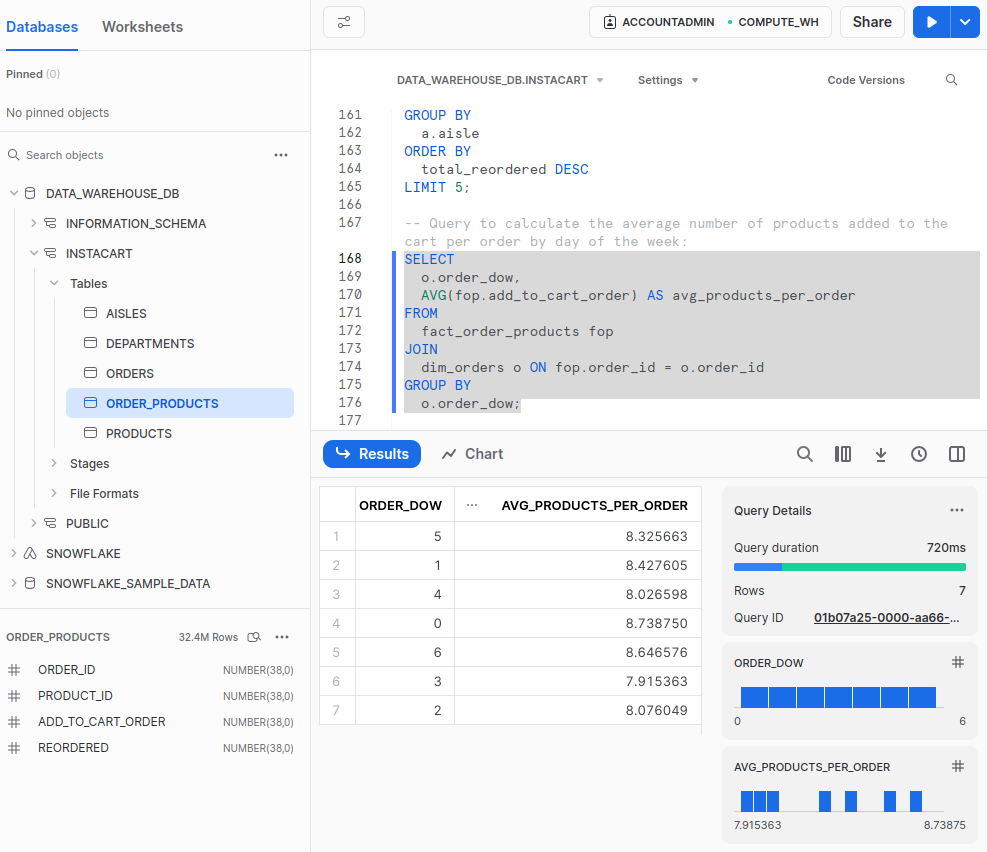 Databases Worksheets
Pinned (0)
No pinned objects
Search objects
DATA_WAREHOUSE_DB
INFORMATION_SCHEMA
INSTACART
Tables
AISLES
DEPARTMENTS
ORDERS
ORDER_PRODUCTS
PRODUCTS
Stages
File Formats
PUBLIC
SNOWFLAKE
SNOWFLAKE_SAMPLE_DATA
ORDER_PRODUCTS 32.4M Rows
ORDER_ID NUMBER(38,0)
PRODUCT_ID NUMBER(38,0)
ADD_TO_CART_ORDER NUMBER(38,0)
REORDERED NUMBER(38,0)
ACCOUNTADMIN COMPUTE_WH Share
DATA_WAREHOUSE_DB.INSTACART Settings Code Versions
161 GROUP BY
162 a.aisle
163 ORDER BY
164 total_reordered DESC
165 LIMIT 5;
166
167 -- Query to calculate the average number of products added to the
cart per order by day of the week:
168 SELECT
169 o.order_dow,
170 AVG(fop.add_to_cart_order) AS avg_products_per_order
171 FROM
172 fact_order_products fop
173 JOIN
174 dim_orders o ON fop.order_id = o.order_id
175 GROUP BY
176 o.order_dow;
177
Results Chart
ORDER_DOW ... AVG_PRODUCTS_PER_ORDER
1 5 8.325663
2 1 8.427605
3 4 8.026598
4 0 8.738750
5 6 8.646576
6 3 7.915363
7 2 8.076049
Query Details
Query duration 720ms
Rows 7
Query ID 01b07a25-0000-aa66-...
ORDER_DOW
0 6
AVG_PRODUCTS_PER_ORDER
7.915363 8.73875